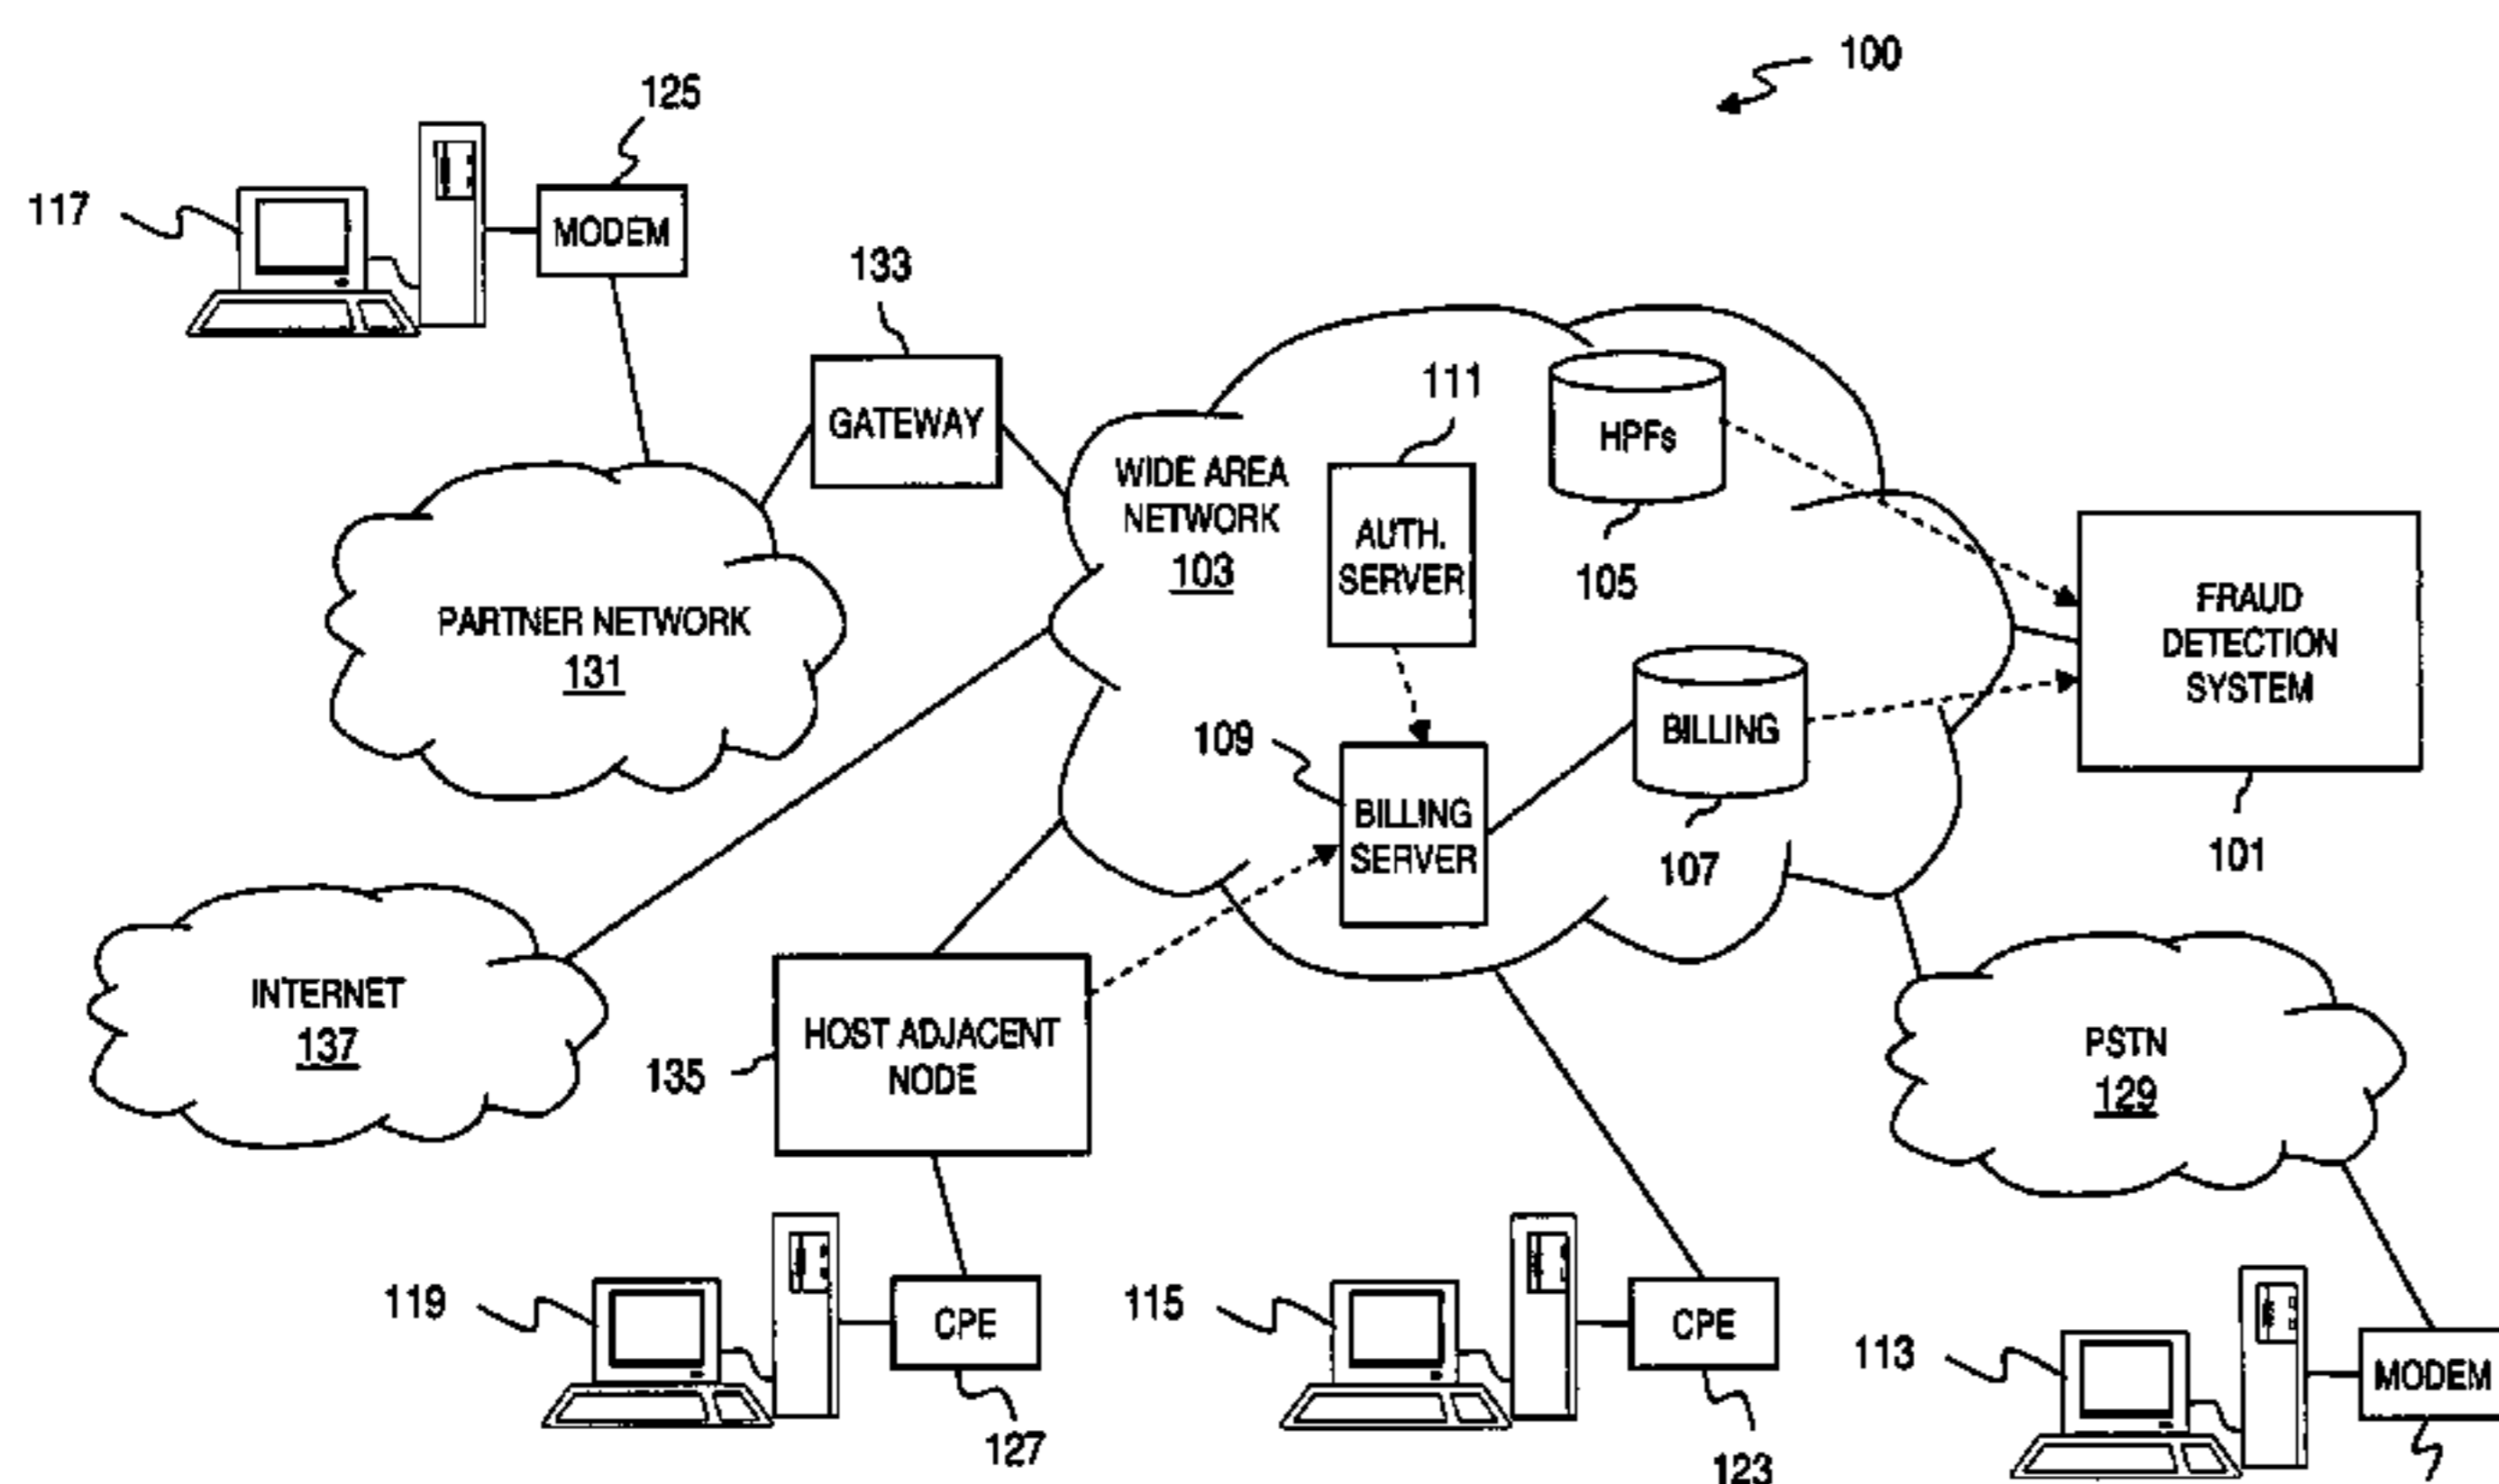 100
125
117
MODEM
133
GATEWAY
111
HPFs
WIDE AREA
NETWORK
103
AUTH.
SERVER
105
FRAUD
DETECTION
SYSTEM
PARTNER NETWORK
131
109
BILLING
BILLING
SERVER
107
101
INTERNET
137
HOST ADJACENT
NODE
135
PSTN
129
119
CPE
115
CPE
113
MODEM
127
123